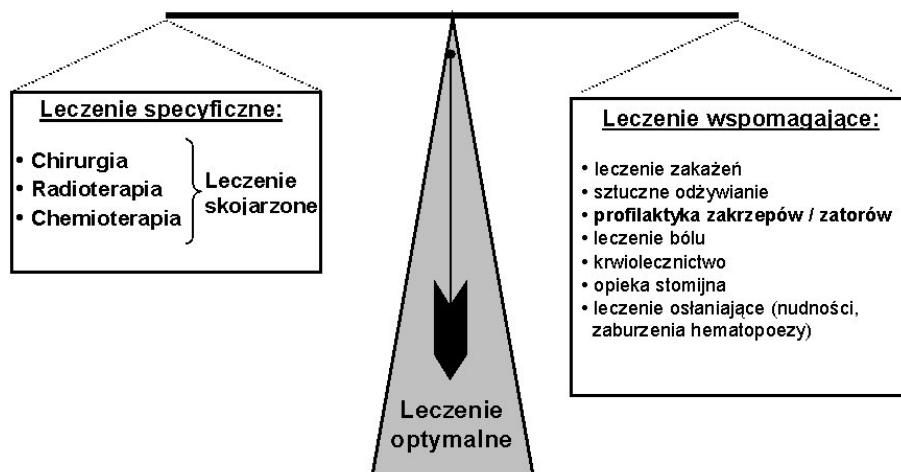 Leczenie specyficzne:
• Chirurgia
• Radioterapia
• Chemioterapia
Leczenie
skojarzone
Leczenie wspomagające:
• leczenie zakażeń
• sztuczne odżywianie
• profilaktyka zakrzepów / zatorów
• leczenie bólu
• krwiolecznictwo
• opieka stomijna
• leczenie osłaniające (nudności,
zaburzenia hematopoezy)
Leczenie
optymalne